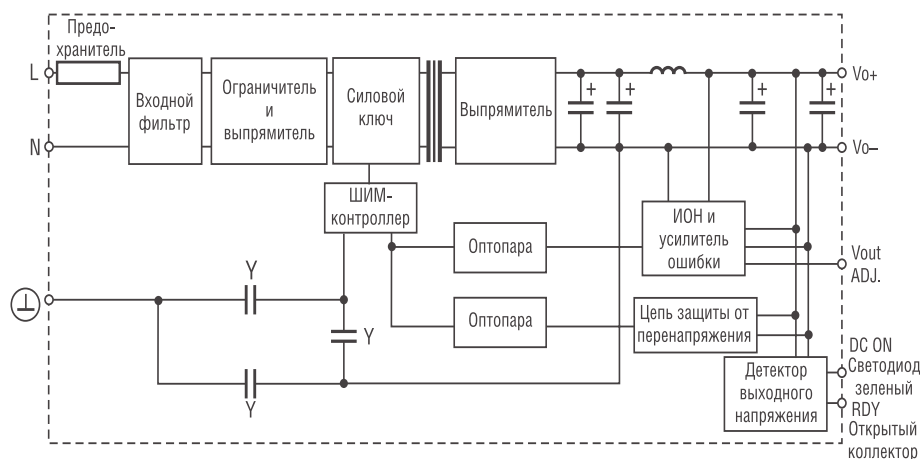 Предо-
хранитель
L
N
Входной
фильтр
Ограничитель
и
выпрямитель
Силовой
ключ
Выпрямитель
+
+
+
+
Vo+
Vo–
ШИМ-
контроллер
Оптопара
ИОН и
усилитель
ошибки
Vout
ADJ.
Y
Y
Y
Оптопара
Цепь защиты от
перенапряжения
Детектор
выходного
напряжения
DC ON
Светодиод
зеленый
RDY
Открытый
коллектор